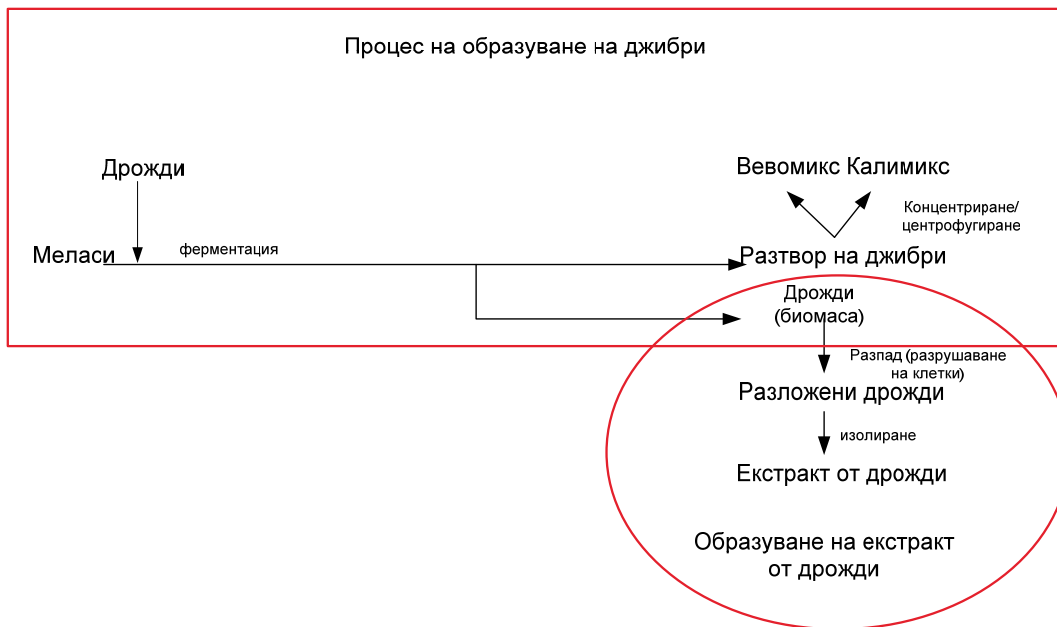 Процес на образуване на джибри
Дрожди
Вевомикс Калимикс
Концентриране/
центрофугиране
ферментация
Меласи
Разтвор на джибри
Дрожди
(биомаса)
Разпад (разрушаване
на клетки)
Разложени дрожди
изолиране
Екстракт от дрожди
Образуване на екстракт
от дрожди